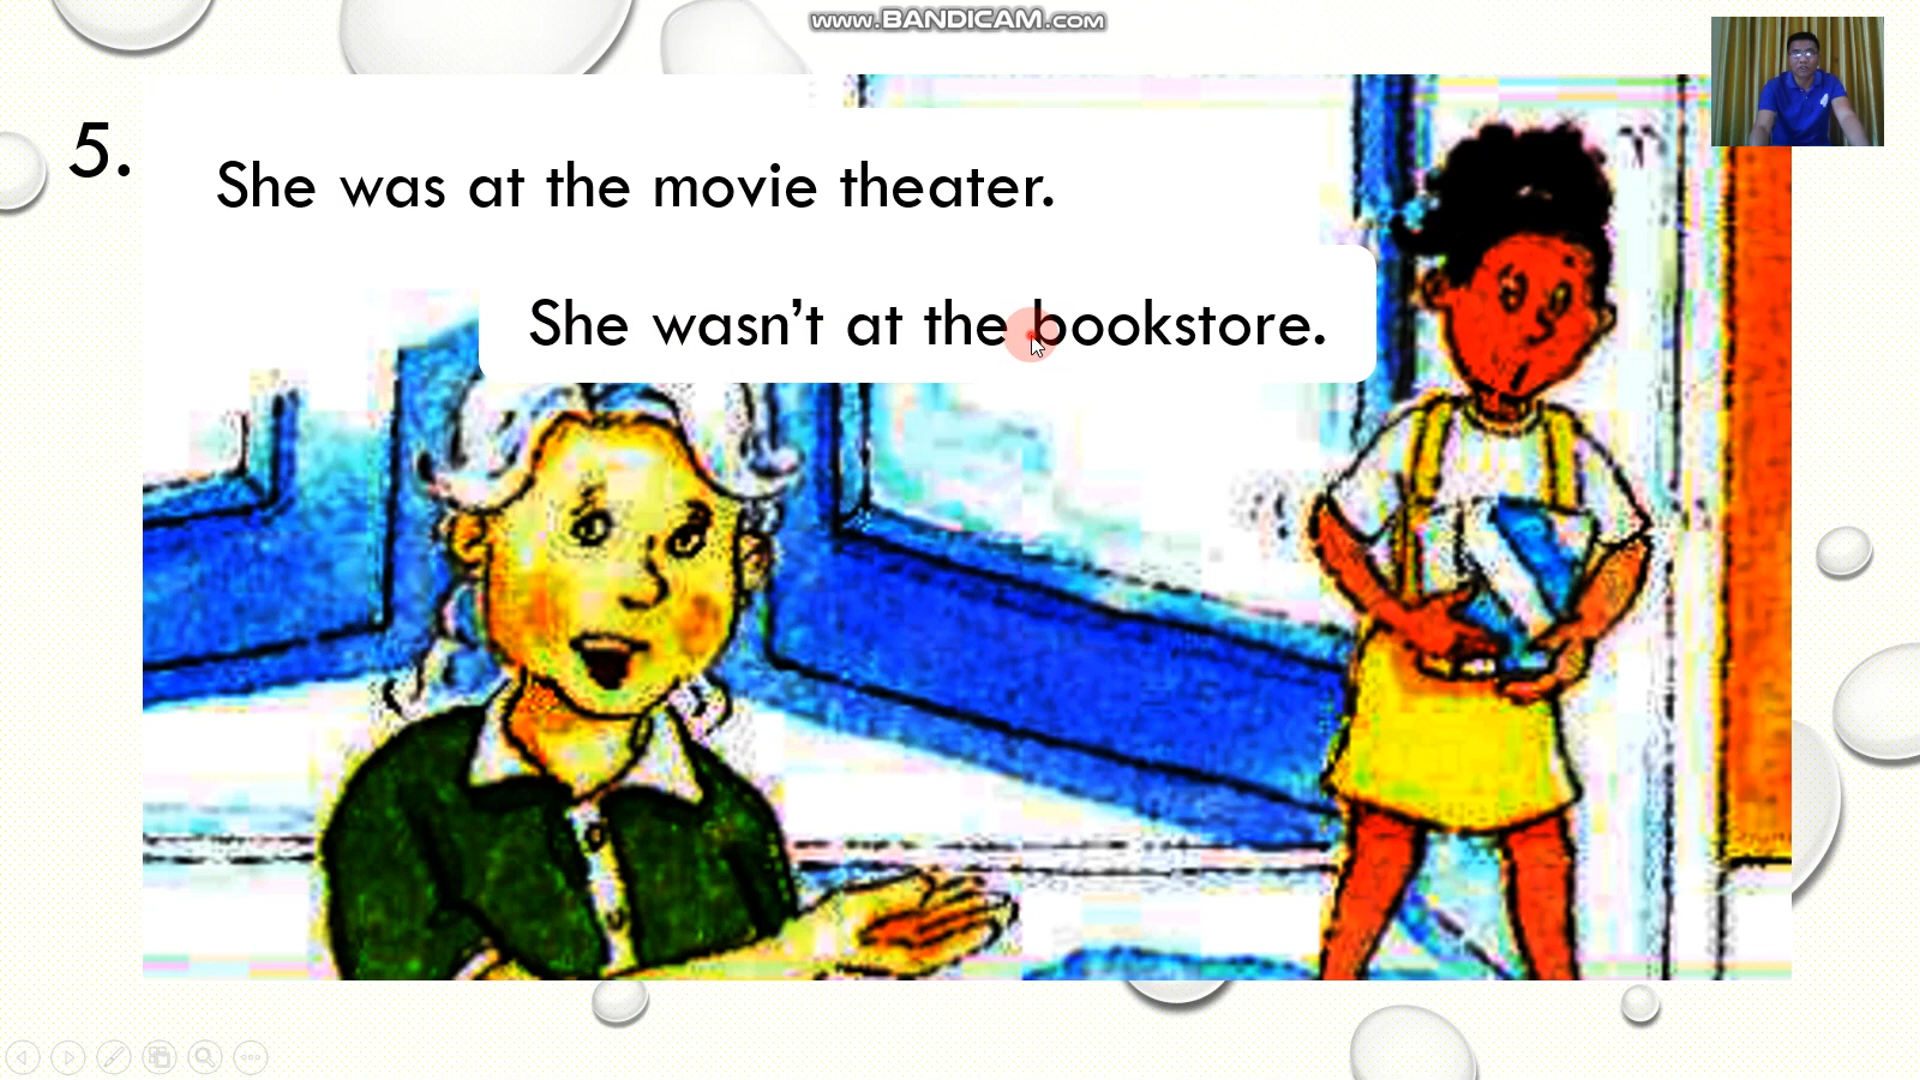 www.BANDICAM.com
5.
She was at the movie theater.
She wasn’t at the bookstore.